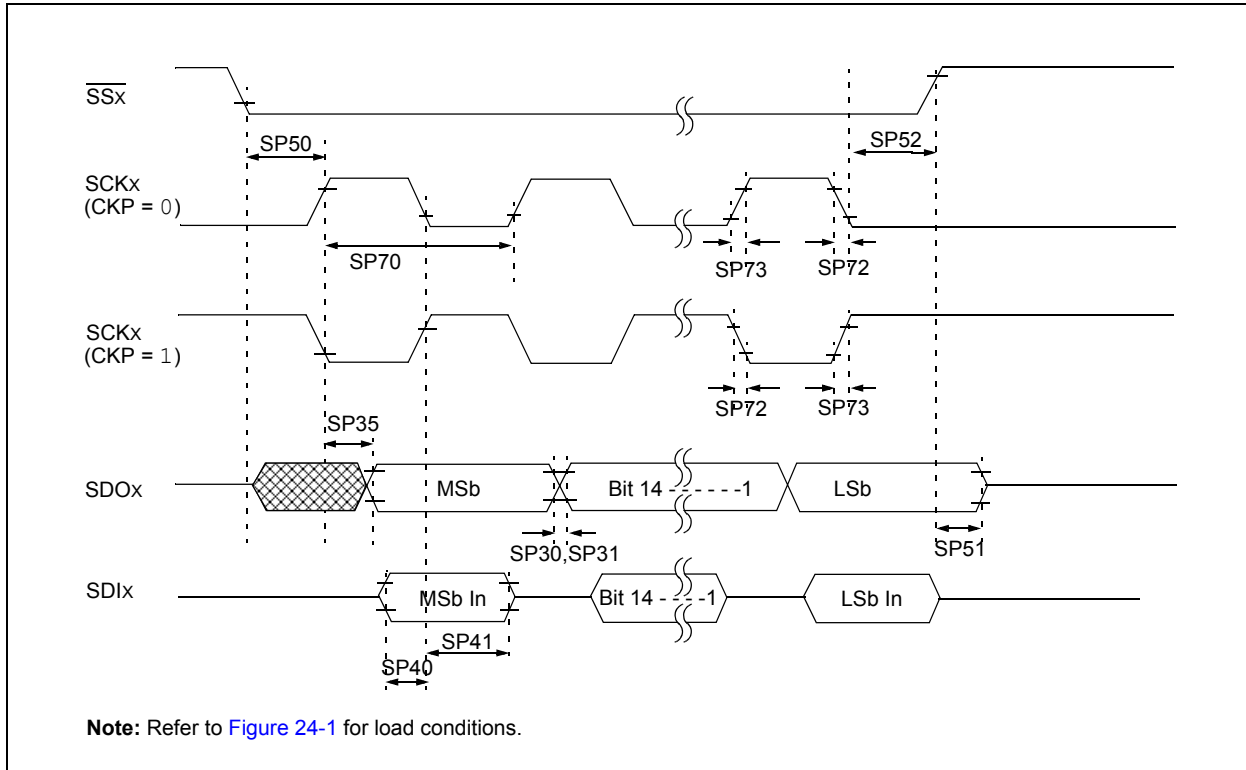 SSx
SP50
SP52
SCKx
(CKP = 0)
SP70
SP73
SP72
SCKx
(CKP = 1)
SP72
SP73
SP35
SDOx
MSb
Bit 14 - - - - - -1
LSb
SP30,SP31
SP51
SDIx
MSb In
Bit 14 - - - -1
LSb In
SP41
SP40
Note: Refer to Figure 24-1 for load conditions.